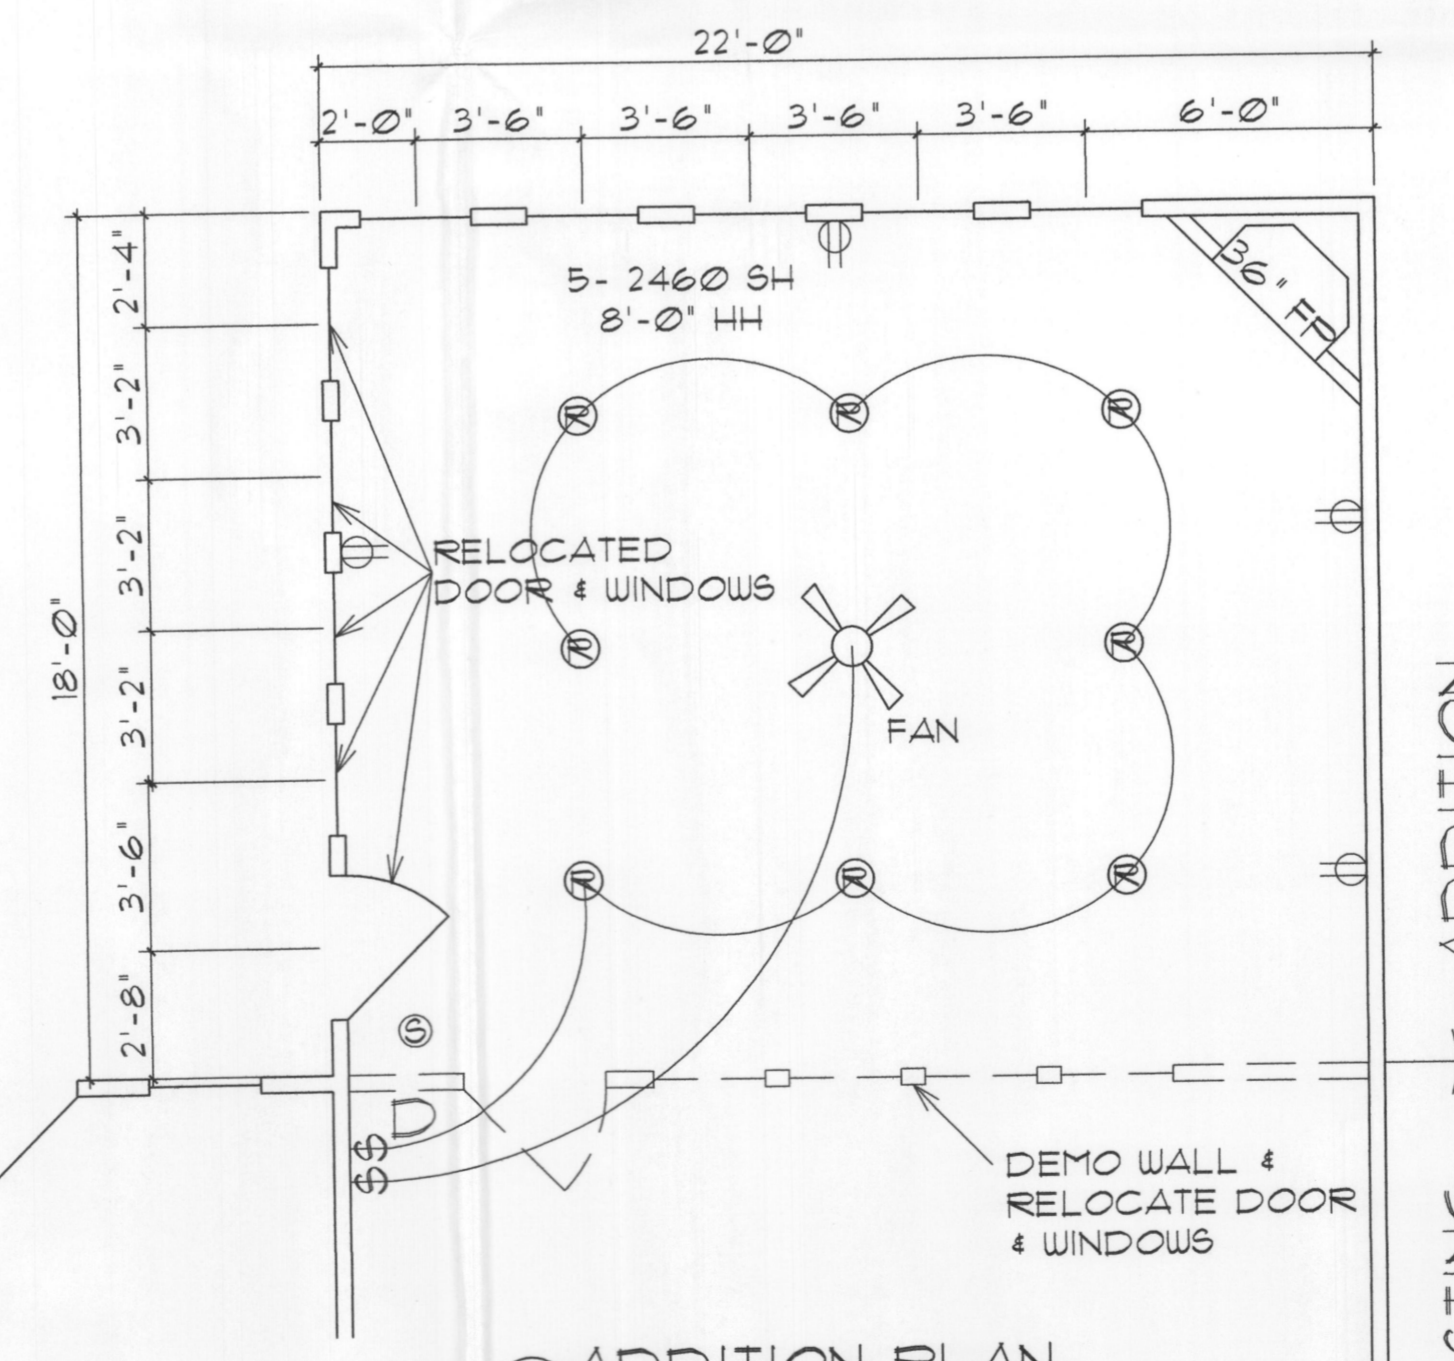 22'-0"
2'-0" 3'-6" 3'-6" 3'-6" 3'-6" 6'-0"
2'-4"
3'-2"
3'-2"
3'-2"
3'-6"
2'-8"
18'-0"
5- 2460 SH
8'-0" HH
36" FP
R R R
RELOCATED
DOOR & WINDOWS
R R
FAN
R R R
S
D
S
S
DEMO WALL &
RELOCATE DOOR
& WINDOWS
ADDITION PLAN
ADDITION